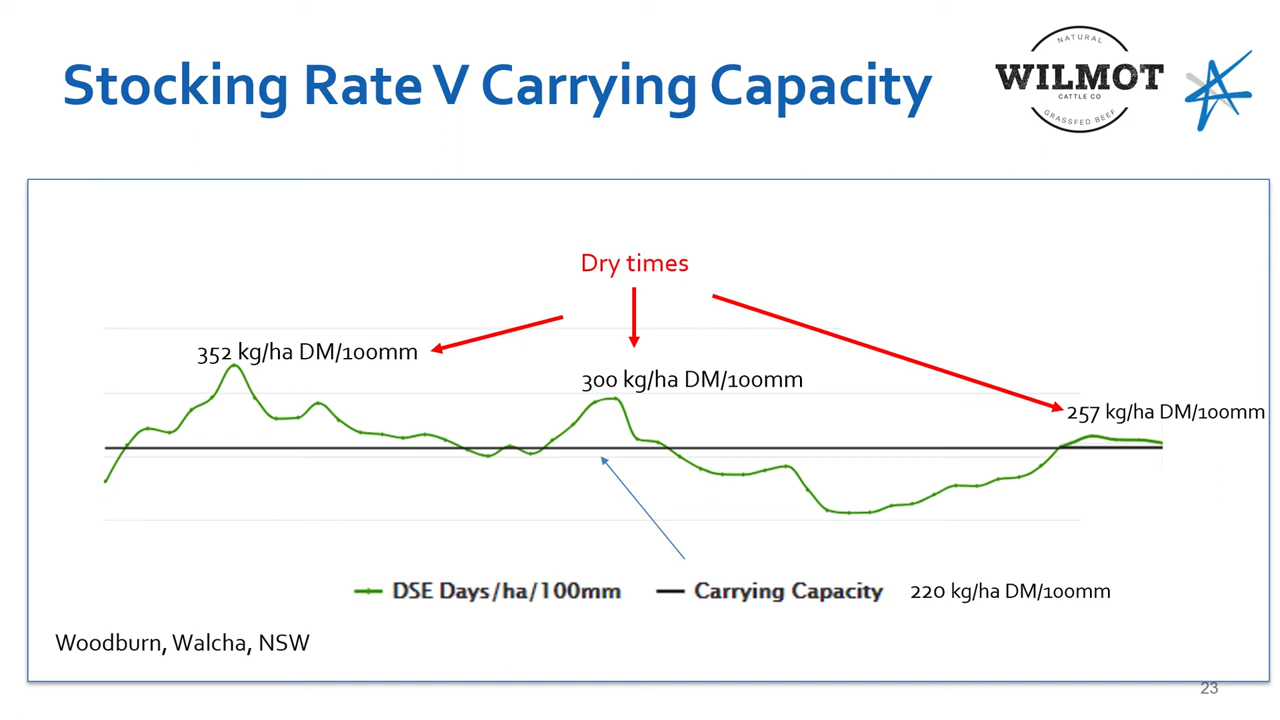 Stocking Rate V Carrying Capacity
NATURAL
WILMOT
CATTLE CO
GRASSFED BEEF
Dry times
352 kg/ha DM/100mm
300 kg/ha DM/100mm
257 kg/ha DM/100mm
DSE Days/ha/100mm
Carrying Capacity
220 kg/ha DM/100mm
Woodburn, Walcha, NSW
23